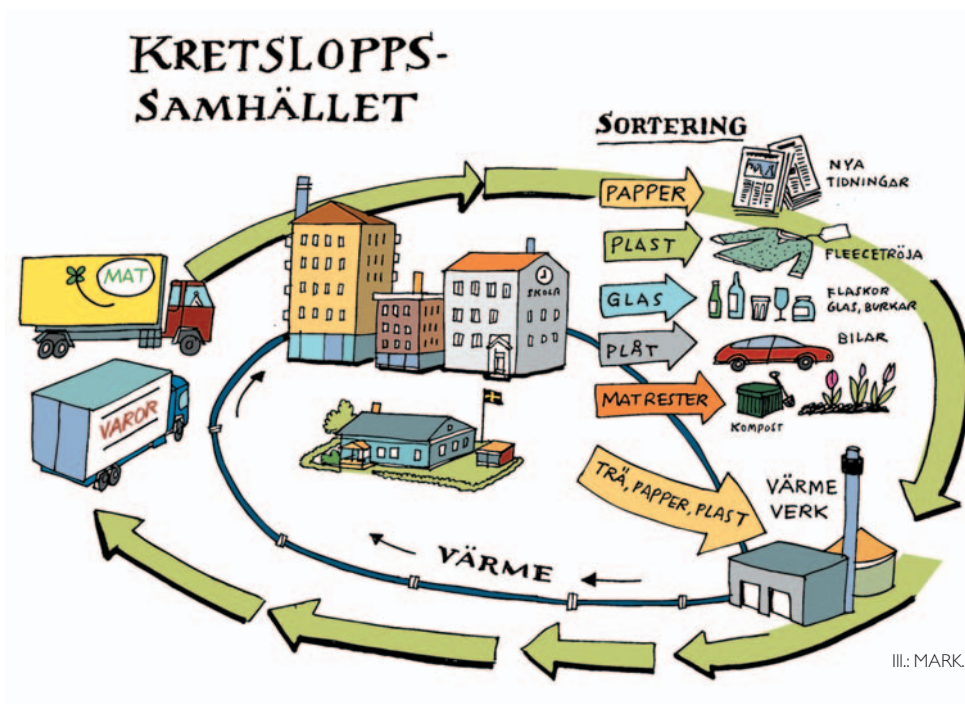 KRETSLOPPS-
SAMHÄLLET
SORTERING
PAPPER
NYA
TIDNINGAR
PLAST
FLEECETRÖJA
GLAS
FLASKOR
GLAS, BURKAR
PLÅT
BILAR
MATRESTER
KOMPOST
MAT
VAROR
SKOLA
TRÄ, PAPPER, PLAST
VÄRME
VERK
VÄRME
Ill.: MARK.